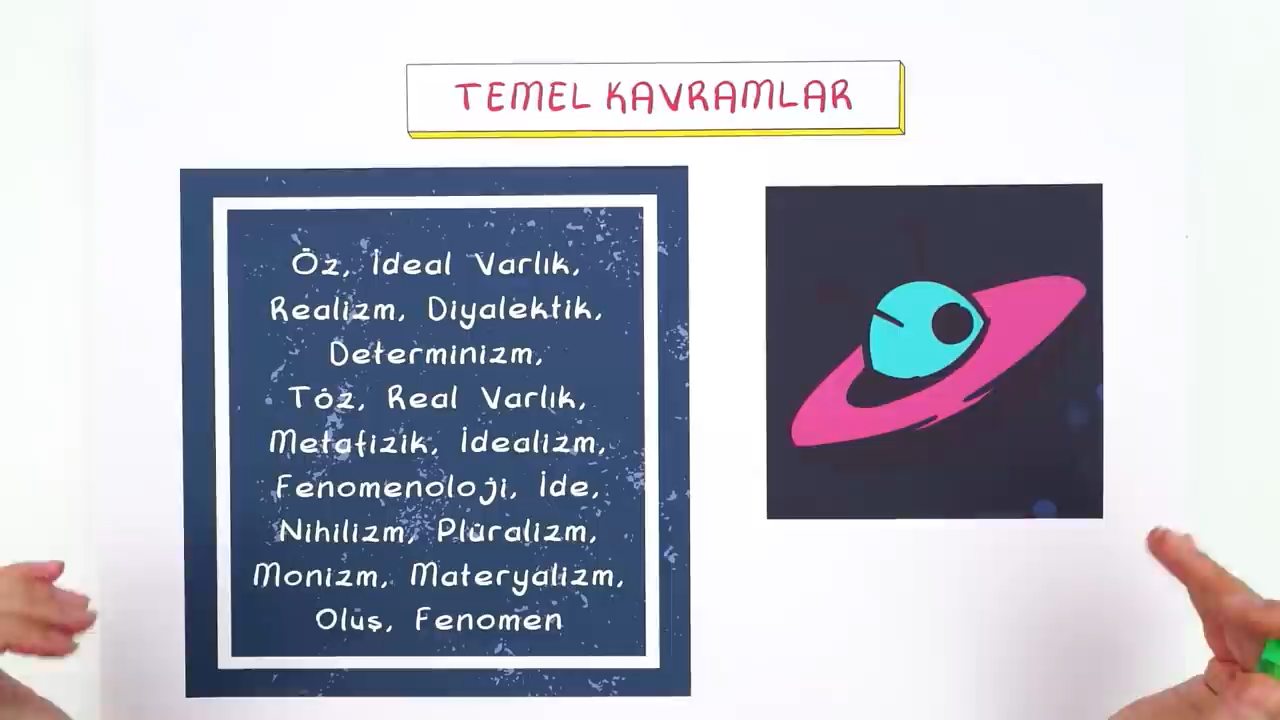 TEMEL KAVRAMLAR
Öz, İdeal Varlık,
Realizm, Diyalektik,
Determinizm,
Töz, Real Varlık,
Metafizik, İdealizm,
Fenomenoloji, İde,
Nihilizm, Plüralizm,
Monizm, Materyalizm,
Oluş, Fenomen